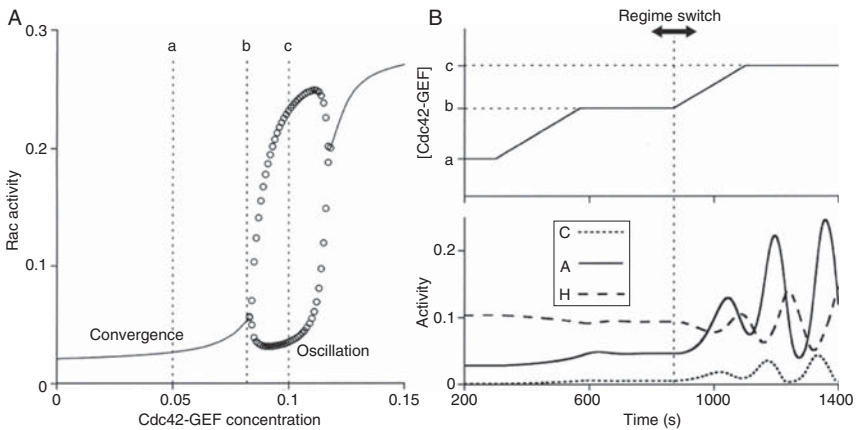 A
0.3
0.2
0.1
0
a
b
c
Rac activity
Convergence
Oscillation
0
0.05
0.1
0.15
Cdc42-GEF concentration
B
Regime switch
[Cdc42-GEF]
c
b
a
0.2
0.1
0
Activity
C
A
H
200
600
1000
1400
Time (s)